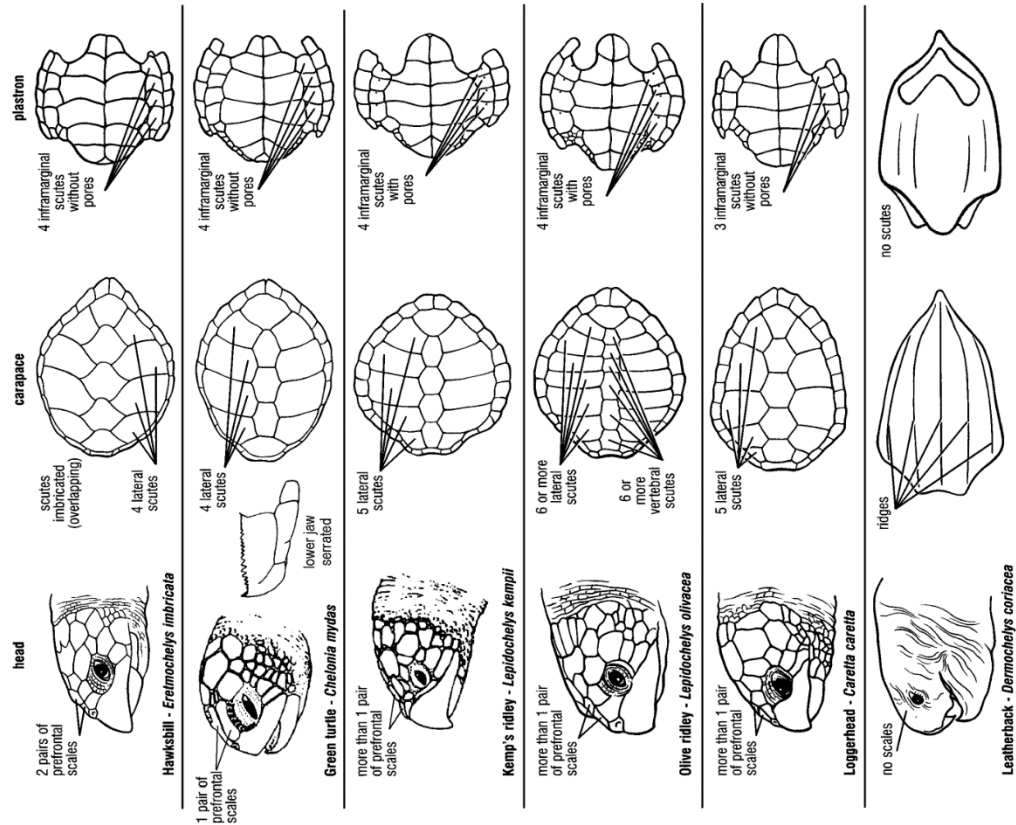 head
carapace
plastron
2 pairs of
prefrontal
scales
scutes
imbricated
(overlapping)
4 lateral
scutes
4 inframarginal
scutes
without
pores
Hawksbill - Eretmochelys imbricata
1 pair of
prefrontal
scales
lower jaw
serrated
4 lateral
scutes
4 inframarginal
scutes
without
pores
Green turtle - Chelonia mydas
more than 1 pair
of prefrontal
scales
5 lateral
scutes
4 inframarginal
scutes
with
pores
Kemp's ridley - Lepidochelys kempii
more than 1 pair
of prefrontal
scales
6 or more
lateral
scutes
6 or
more
vertebral
scutes
4 inframarginal
scutes
with
pores
Olive ridley - Lepidochelys olivacea
more than 1 pair
of prefrontal
scales
5 lateral
scutes
3 inframarginal
scutes
without
pores
Loggerhead - Caretta caretta
no scales
ridges
no scutes
Leatherback - Dermochelys coriacea